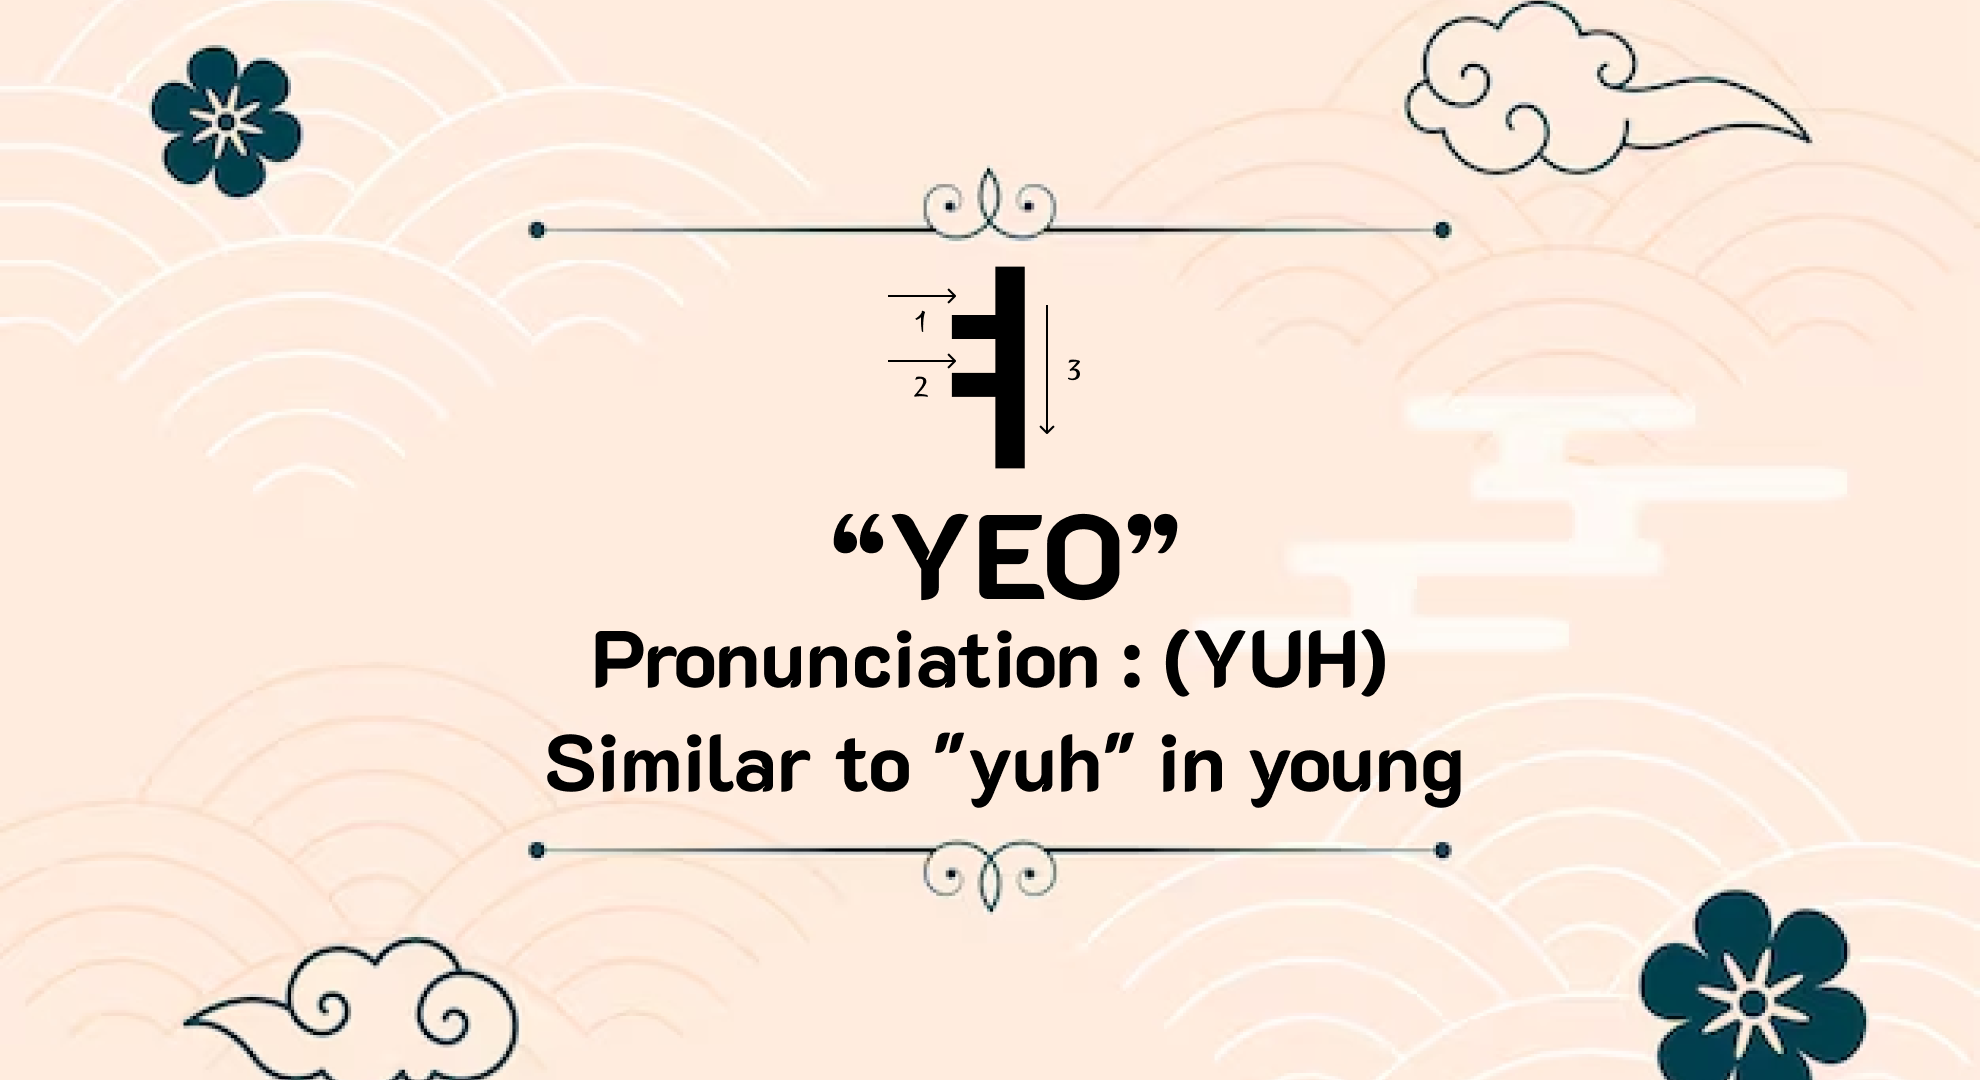 1
ㅕ
2
3
“YEO”
Pronunciation : (YUH)
Similar to "yuh" in young